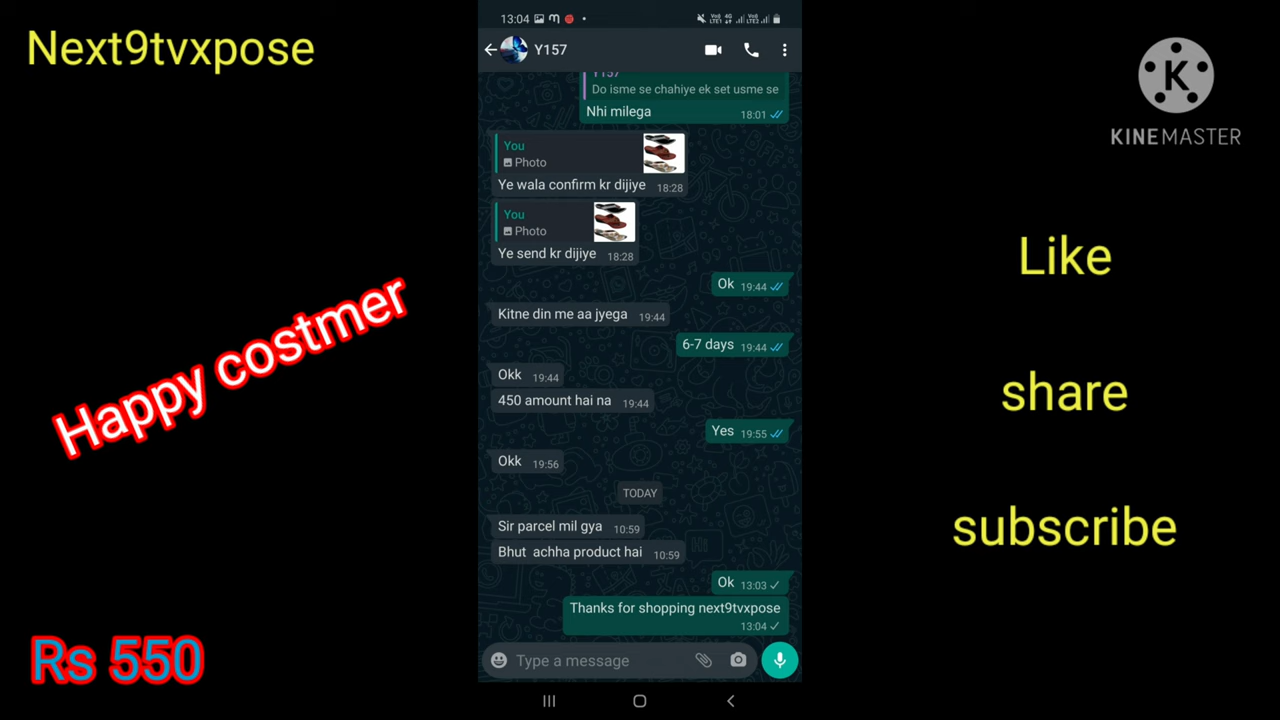 Next9tvxpose
Happy costmer
Rs 550
13:04
Y157
Y157
Do isme se chahiye ek set usme se
Nhi milega
18:01
You
Photo
Ye wala confirm kr dijiye
18:28
You
Photo
Ye send kr dijiye
18:28
Ok 19:44
Kitne din me aa jyega 19:44
6-7 days 19:44
Okk 19:44
450 amount hai na 19:44
Yes 19:55
Okk 19:56
TODAY
Sir parcel mil gya 10:59
Bhut achha product hai 10:59
Ok 13:03
Thanks for shopping next9tvxpose
13:04
Type a message
K
KINEMASTER
Like
share
subscribe